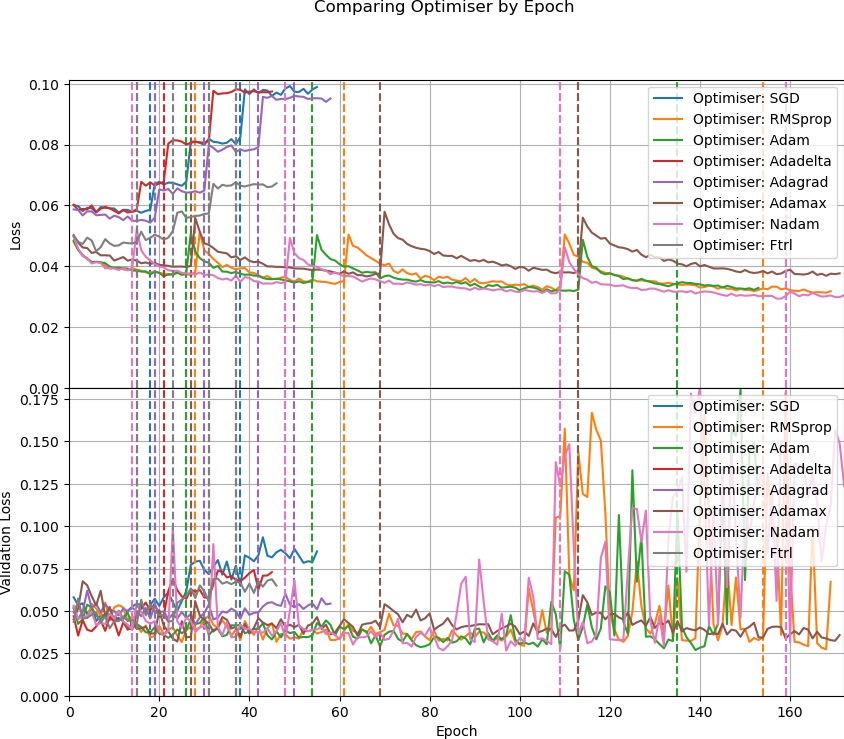 Comparing Optimiser by Epoch
0.10
0.08
0.06
0.04
0.02
0.00
Loss
Optimiser: SGD
Optimiser: RMSprop
Optimiser: Adam
Optimiser: Adadelta
Optimiser: Adagrad
Optimiser: Adamax
Optimiser: Nadam
Optimiser: Ftrl
0.175
0.150
0.125
0.100
0.075
0.050
0.025
0.000
Validation Loss
Optimiser: SGD
Optimiser: RMSprop
Optimiser: Adam
Optimiser: Adadelta
Optimiser: Adagrad
Optimiser: Adamax
Optimiser: Nadam
Optimiser: Ftrl
0 20 40 60 80 100 120 140 160
Epoch